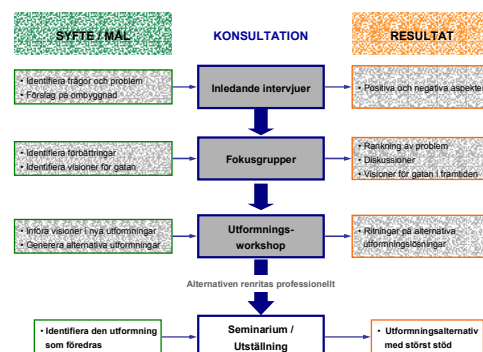 SYFTE / MÅL
KONSULTATION
RESULTAT
• Identifiera frågor och problem
• Förslag på ombyggnad
Inledande intervjuer
• Positiva och negativa aspekter
• Identifiera förbättringar
• Identifiera visioner för gatan
Fokusgrupper
• Rankning av problem
• Diskussioner
• Visioner för gatan i framtiden
• Införa visioner i nya utformningar
• Generera alternativa utformningar
Utformnings-
workshop
• Ritningar på alternativa
utformningslösningar
Alternativen renritas professionellt
• Identifiera den utformning
som föredras
Seminarium /
Utställning
• Utformningsalternativ
med störst stöd